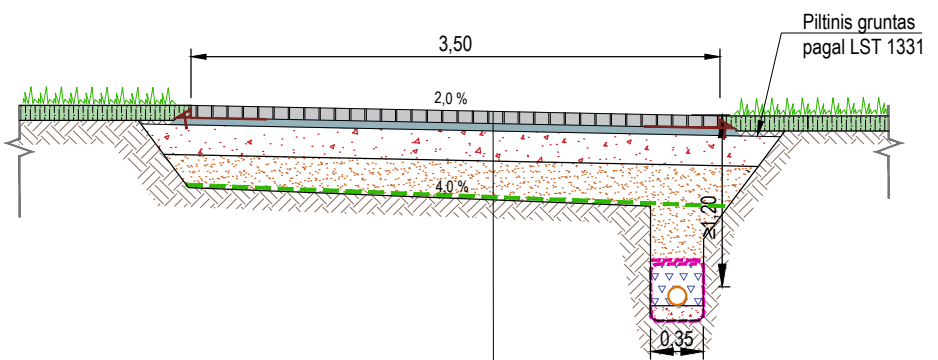 Piltinis gruntas
pagal LST 1331
3,50
2,0 %
4,0 %
≥1,20
0,35